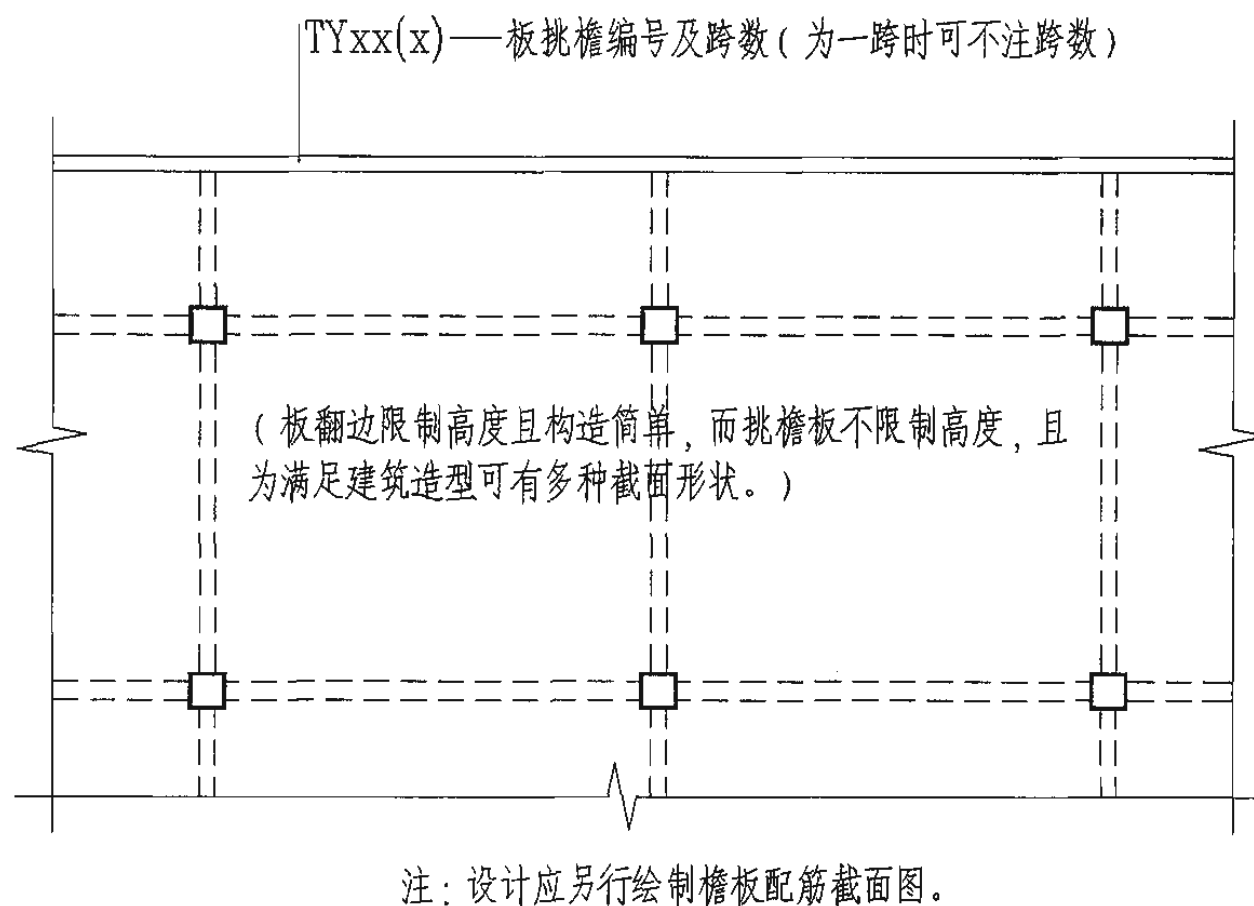 TYxx(x)——板挑檐编号及跨数(为一跨时可不注跨数)
(板翻边限制高度且构造简单,而挑檐板不限制高度,且
为满足建筑造型可有多种截面形状。)
注:设计应另行绘制檐板配筋截面图。